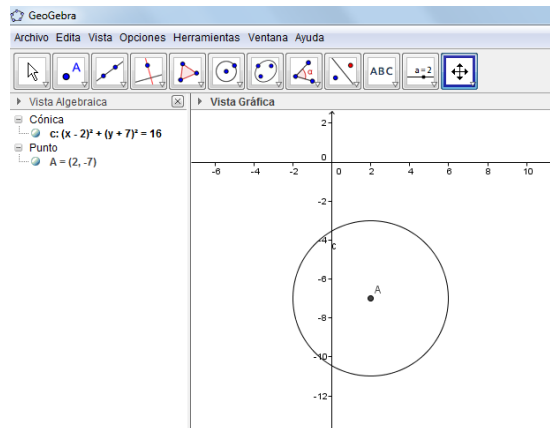 GeoGebra
Archivo Edita Vista Opciones Herramientas Ventana Ayuda
A
α
ABC
a=2
Vista Algebraica
Vista Gráfica
Cónica
c: (x - 2)² + (y + 7)² = 16
Punto
A = (2, -7)
2
0
-6 -4 -2 0 2 4 6 8 10
-2
-4
c
-6
A
-8
-10
-12